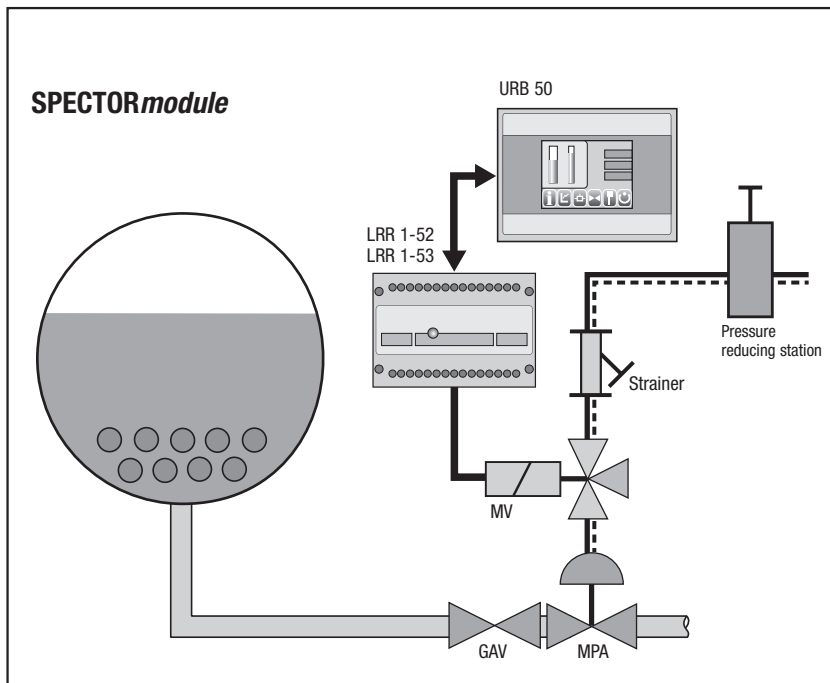 SPECTORmodule
URB 50
LRR 1-52
LRR 1-53
Pressure
reducing station
Strainer
MV
GAV
MPA